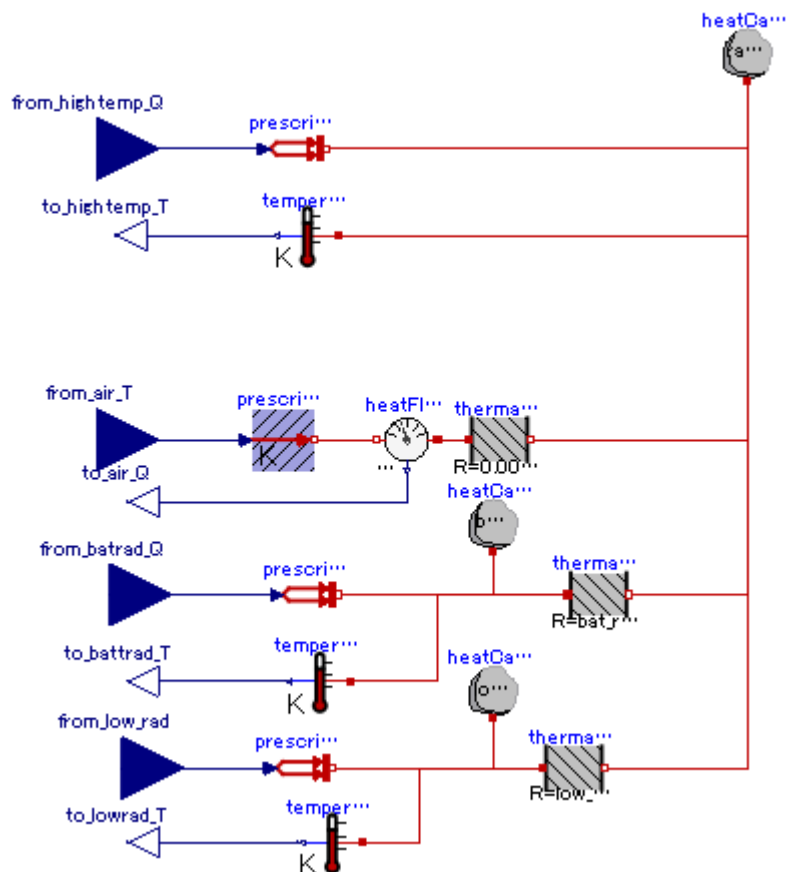 heatCa…
a…
from_hightemp_Q
prescri…
to_hightemp_T
temper…
K
from_air_T
prescri…
heatFl…
therma…
K
…
R=0.00…
to_air_Q
heatCa…
b…
from_batrad_Q
prescri…
therma…
R=bat_r…
to_battrad_T
temper…
K
heatCa…
o…
from_low_rad
prescri…
therma…
R=low_…
to_lowrad_T
temper…
K